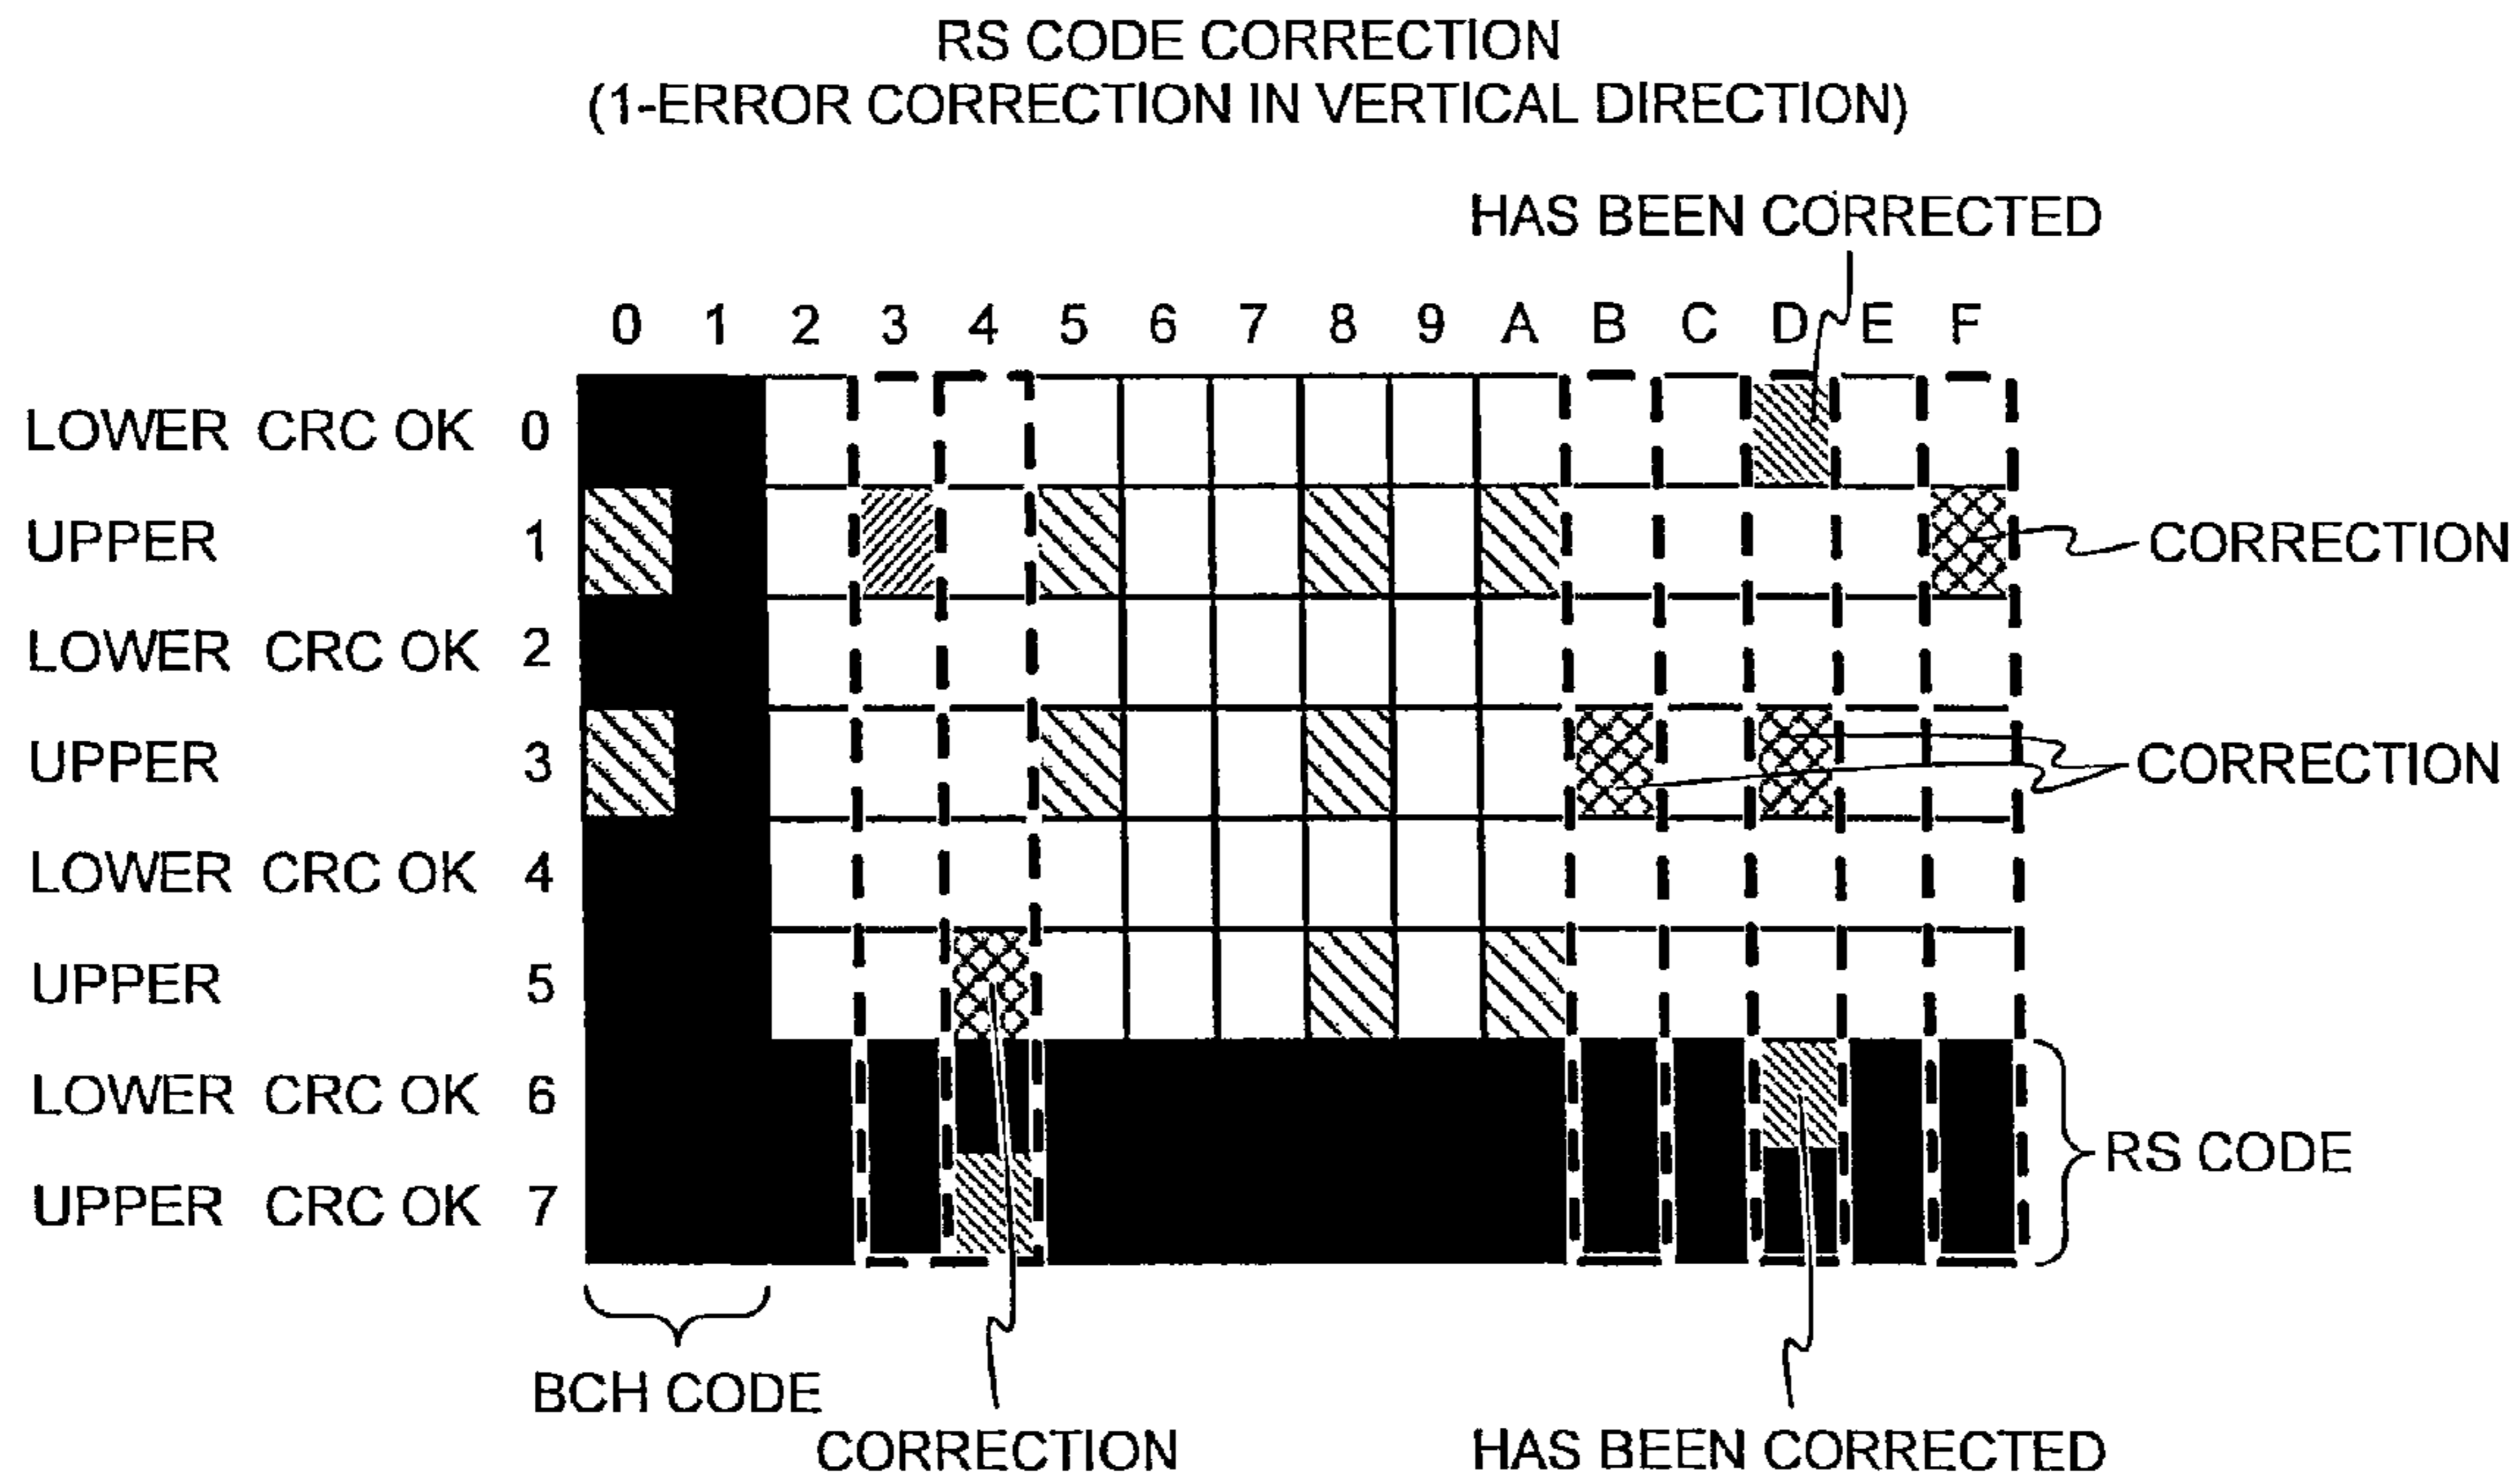 RS CODE CORRECTION
(1-ERROR CORRECTION IN VERTICAL DIRECTION)
HAS BEEN CORRECTED
0 1 2 3 4 5 6 7 8 9 A B C D E F
LOWER CRC OK 0
UPPER 1
CORRECTION
LOWER CRC OK 2
UPPER 3
CORRECTION
LOWER CRC OK 4
UPPER 5
LOWER CRC OK 6
RS CODE
UPPER CRC OK 7
BCH CODE
CORRECTION
HAS BEEN CORRECTED